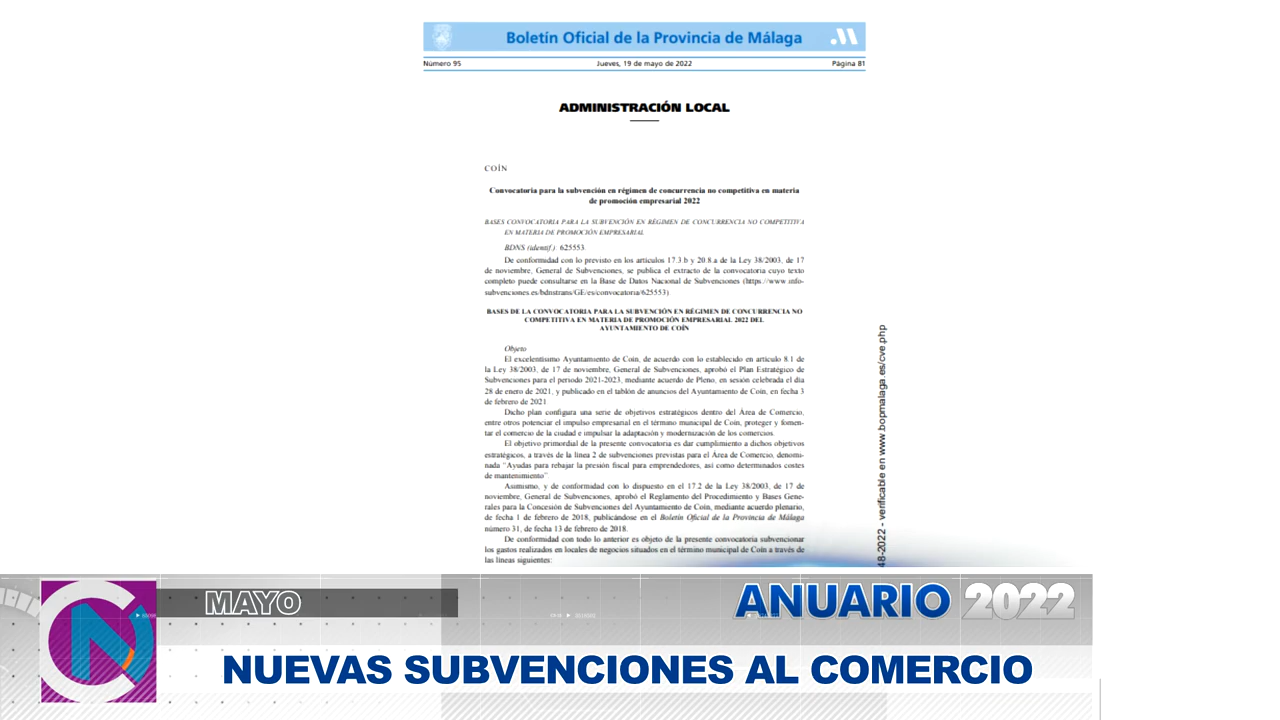 Boletín Oficial de la Provincia de Málaga
Número 95 Jueves, 19 de mayo de 2022 Página 81
ADMINISTRACIÓN LOCAL
COÍN
Convocatoria para la subvención en régimen de concurrencia no competitiva en materia
de promoción empresarial 2022
BASES CONVOCATORIA PARA LA SUBVENCIÓN EN RÉGIMEN DE CONCURRENCIA NO COMPETITIVA
EN MATERIA DE PROMOCIÓN EMPRESARIAL
BDNS (identif.) 625553
De conformidad con lo previsto en los artículos 17.3.b y 20.8.a de la Ley 38/2003, de 17
de noviembre, General de Subvenciones, se publica el extracto de la convocatoria cuyo texto
completo puede consultarse en la Base de Datos Nacional de Subvenciones (https://www.info-
subvenciones.es/bdnstrans/GE/es/convocatoria/625553)
BASES DE LA CONVOCATORIA PARA LA SUBVENCIÓN EN RÉGIMEN DE CONCURRENCIA NO
COMPETITIVA EN MATERIA DE PROMOCIÓN EMPRESARIAL 2022 DEL
AYUNTAMIENTO DE COÍN
Objeto
El excelentísimo Ayuntamiento de Coín, de acuerdo con lo establecido en artículo 8.1 de
la Ley 38/2003, de 17 de noviembre, General de Subvenciones, aprobó el Plan Estratégico de
Subvenciones para el periodo 2021-2023, mediante acuerdo de Pleno, en sesión celebrada el día
28 de enero de 2021, y publicado en el tablón de anuncios del Ayuntamiento de Coín, en fecha 3
de febrero de 2021
Dicho plan configura una serie de objetivos estratégicos dentro del Área de Comercio,
entre otros potenciar el impulso empresarial en el término municipal de Coín, proteger y fomen-
tar el comercio de la ciudad e impulsar la adaptación y modernización de los comercios.
El objetivo primordial de la presente convocatoria es dar cumplimiento a dichos objetivos
estratégicos, a través de la línea 2 de subvenciones previstas para el Área de Comercio, denomi-
nada "Ayudas para rebajar la presión fiscal para emprendedores, así como determinados costes
de mantenimiento"
Asumismo, y de conformidad con lo dispuesto en el 17.2 de la Ley 38/2003, de 17 de
noviembre, General de Subvenciones, aprobó el Reglamento del Procedimiento y Bases Gene-
rales para la Concesión de Subvenciones del Ayuntamiento de Coín, mediante acuerdo plenario,
de fecha 1 de febrero de 2018, publicándose en el Boletín Oficial de la Provincia de Málaga
número 31, de fecha 13 de febrero de 2018.
De conformidad con todo lo anterior es objeto de la presente convocatoria subvencionar
los gastos realizados en locales de negocios situados en el término municipal de Coín a través de
las líneas siguientes:
48-2022 - verificable en www.bopmalaga.es/cve.php
MAYO
ANUARIO 2022
NUEVAS SUBVENCIONES AL COMERCIO